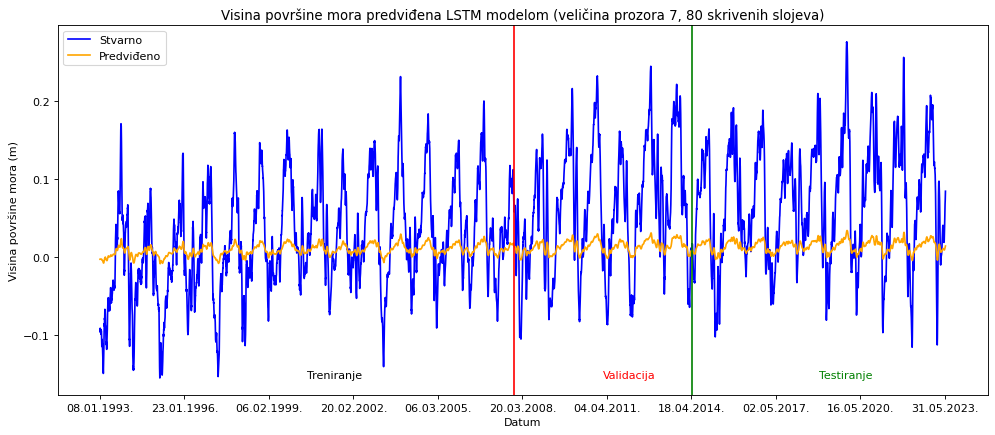 Visina površine mora predviđena LSTM modelom (veličina prozora 7, 80 skrivenih slojeva)
Stvarno
Predviđeno
Visina površine mora (m)
0.2
0.1
0.0
−0.1
Treniranje
Validacija
Testiranje
08.01.1993. 23.01.1996. 06.02.1999. 20.02.2002. 06.03.2005. 20.03.2008. 04.04.2011. 18.04.2014. 02.05.2017. 16.05.2020. 31.05.2023.
Datum